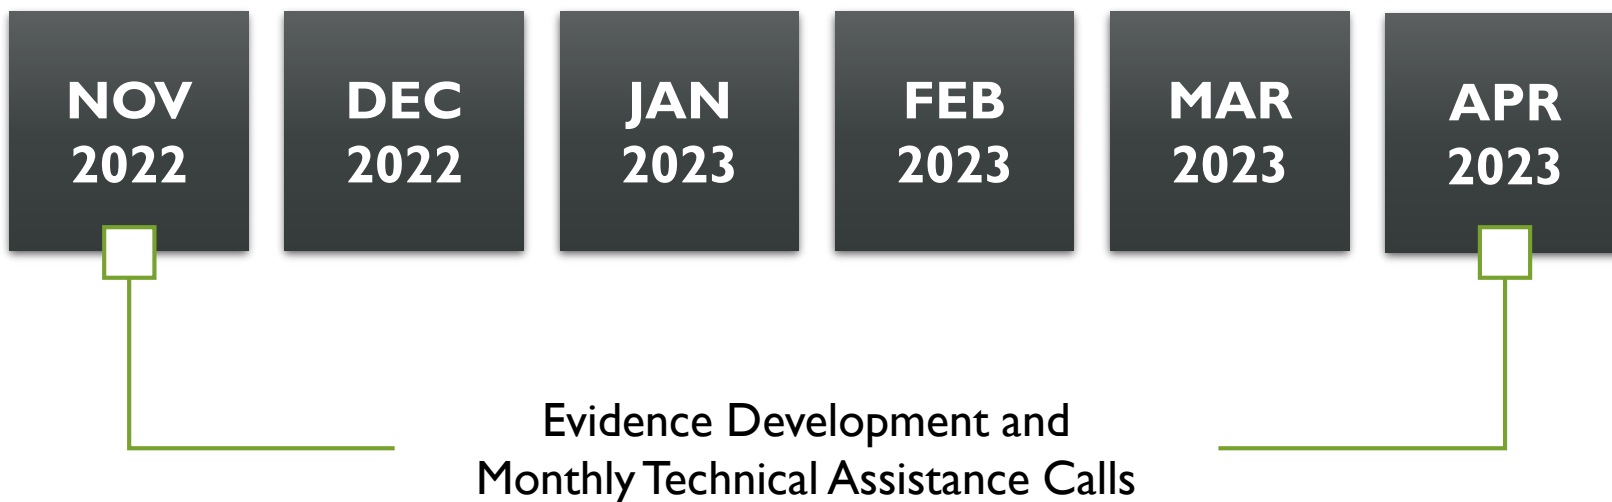 NOV
2022
DEC
2022
JAN
2023
FEB
2023
MAR
2023
APR
2023
Evidence Development and
Monthly Technical Assistance Calls